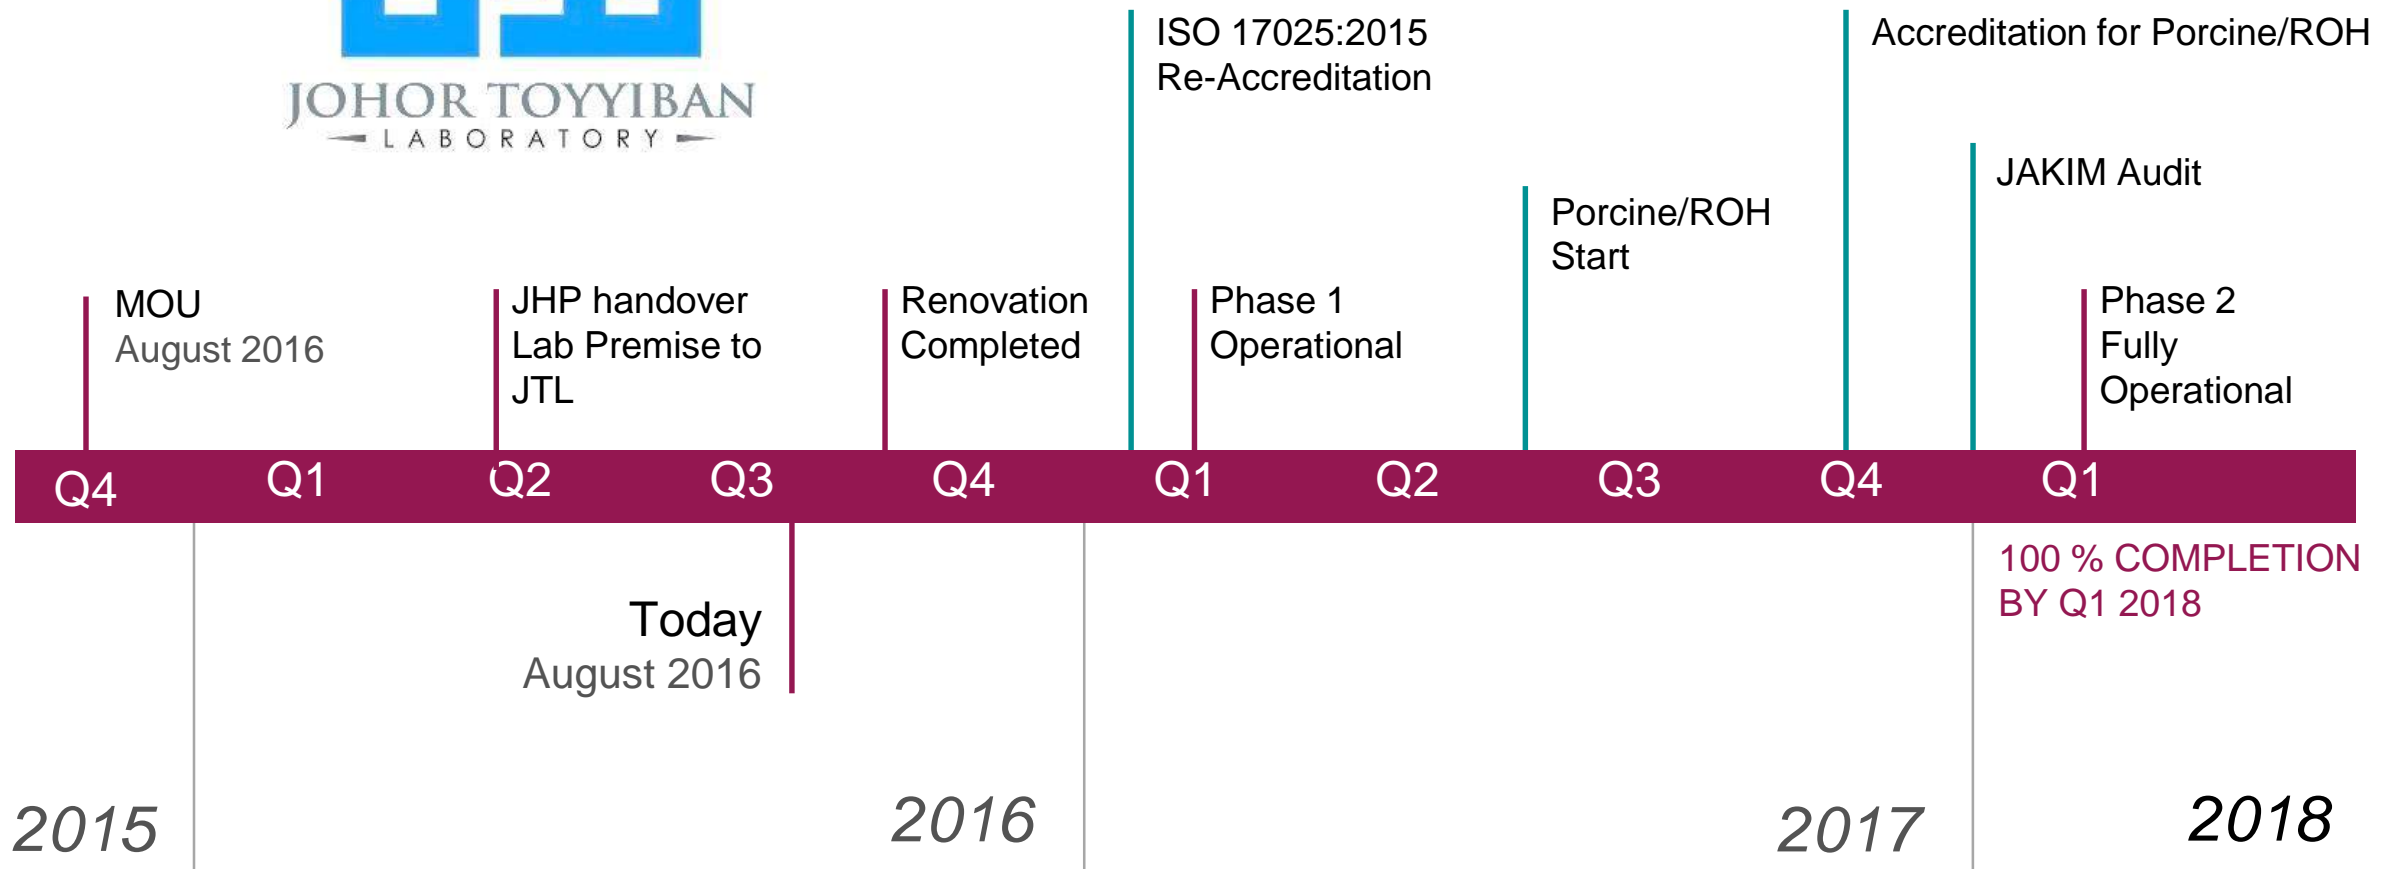 JOHOR TOYYIBAN
LABORATORY
ISO 17025:2015
Re-Accreditation
Accreditation for Porcine/ROH
JAKIM Audit
Porcine/ROH
Start
MOU
August 2016
JHP handover
Lab Premise to
JTL
Renovation
Completed
Phase 1
Operational
Phase 2
Fully
Operational
Q4 Q1 Q2 Q3 Q4 Q1 Q2 Q3 Q4 Q1
Today
August 2016
100 % COMPLETION
BY Q1 2018
2015 2016 2017 2018